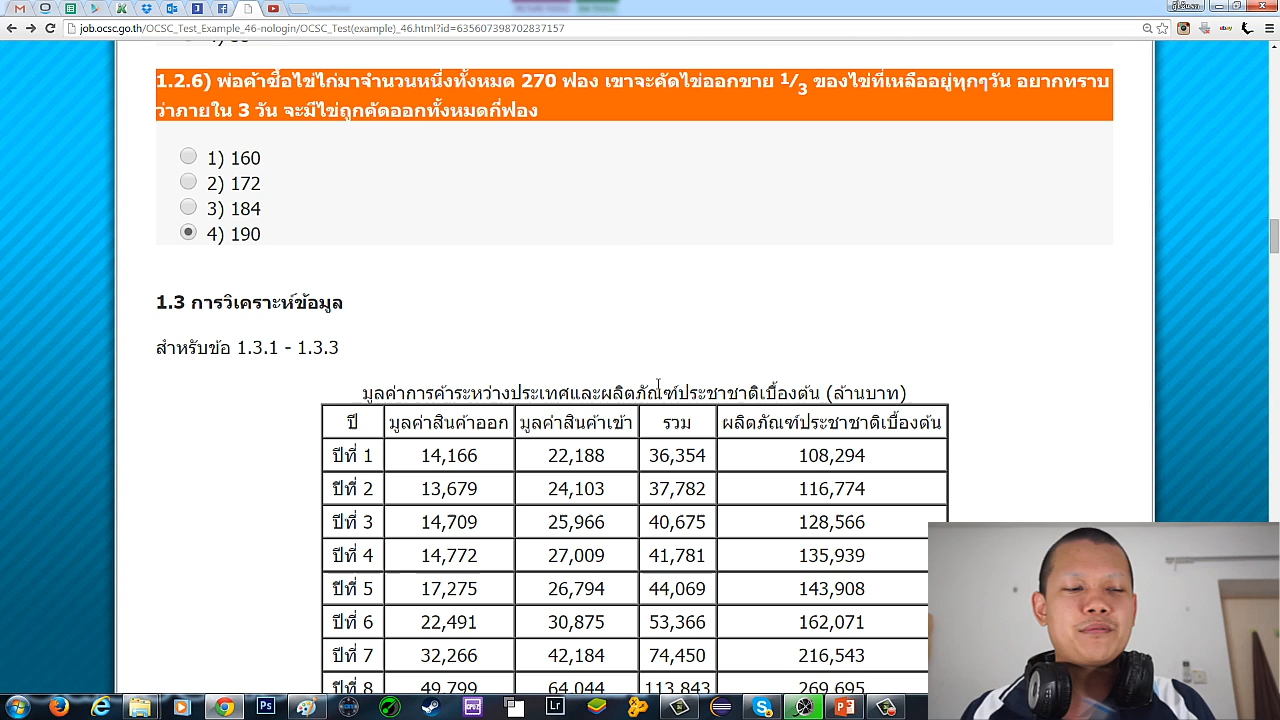 job.ocsc.go.th/OCSC_Test_Example_46-nologin/OCSC_Test(example)_46.html?id=635607398702837157
1.2.6) พ่อค้าซื้อไข่ไก่มาจำนวนหนึ่งทั้งหมด 270 ฟอง เขาจะคัดไข่ออกขาย 1/3 ของไข่ที่เหลืออยู่ทุกๆวัน อยากทราบ
ว่าภายใน 3 วัน จะมีไข่ถูกคัดออกทั้งหมดกี่ฟอง
1) 160
2) 172
3) 184
4) 190
1.3 การวิเคราะห์ข้อมูล
สำหรับข้อ 1.3.1 - 1.3.3
มูลค่าการค้าระหว่างประเทศและผลิตภัณฑ์ประชาชาติเบื้องต้น (ล้านบาท)
ปี มูลค่าสินค้าออก มูลค่าสินค้าเข้า รวม ผลิตภัณฑ์ประชาชาติเบื้องต้น
ปีที่ 1 14,166 22,188 36,354 108,294
ปีที่ 2 13,679 24,103 37,782 116,774
ปีที่ 3 14,709 25,966 40,675 128,566
ปีที่ 4 14,772 27,009 41,781 135,939
ปีที่ 5 17,275 26,794 44,069 143,908
ปีที่ 6 22,491 30,875 53,366 162,071
ปีที่ 7 32,266 42,184 74,450 216,543
ปีที่ 8 49,799 64,044 113,843 269,695